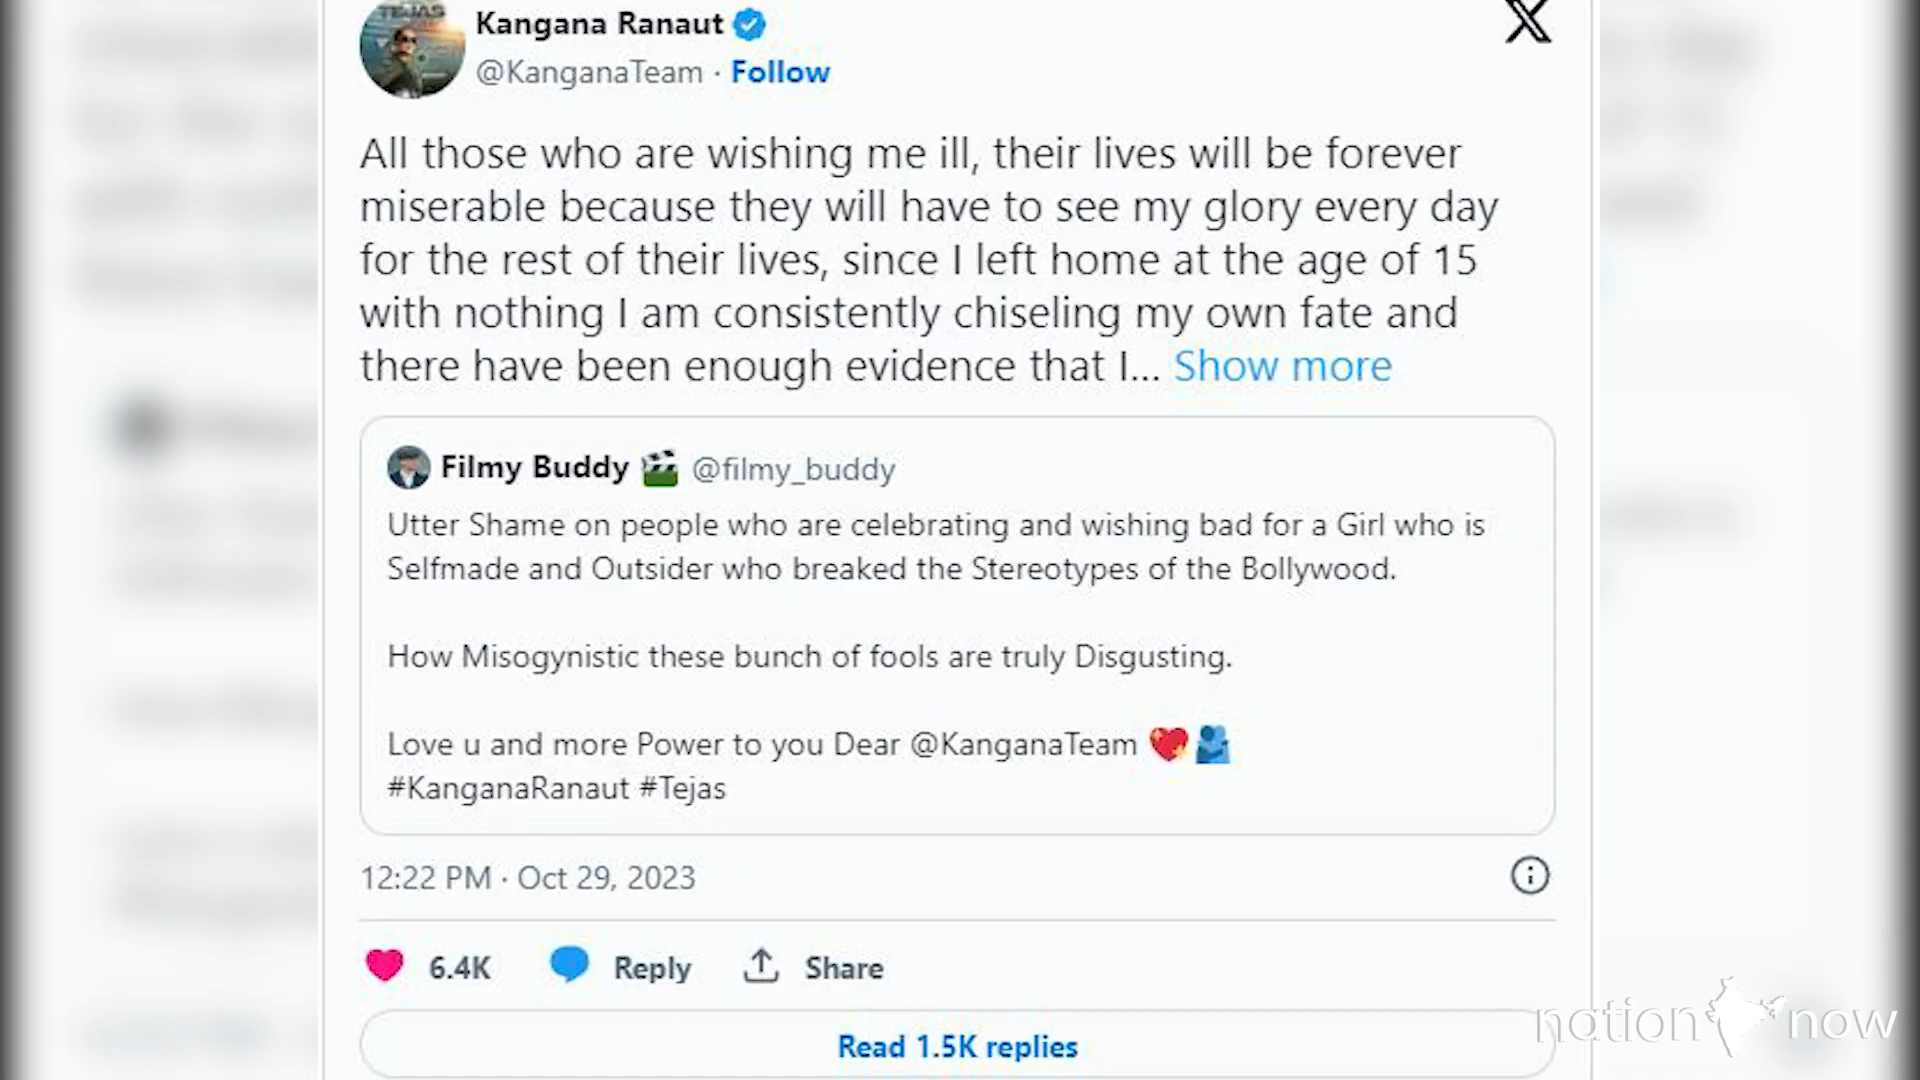 TEJAS
Kangana Ranaut
@KanganaTeam · Follow
All those who are wishing me ill, their lives will be forever
miserable because they will have to see my glory every day
for the rest of their lives, since I left home at the age of 15
with nothing I am consistently chiseling my own fate and
there have been enough evidence that I... Show more
Filmy Buddy 🎬 @filmy_buddy
Utter Shame on people who are celebrating and wishing bad for a Girl who is
Selfmade and Outsider who breaked the Stereotypes of the Bollywood.
How Misogynistic these bunch of fools are truly Disgusting.
Love u and more Power to you Dear @KanganaTeam 💖🫂
#KanganaRanaut #Tejas
12:22 PM · Oct 29, 2023
6.4K Reply Share
Read 1.5K replies
nation now